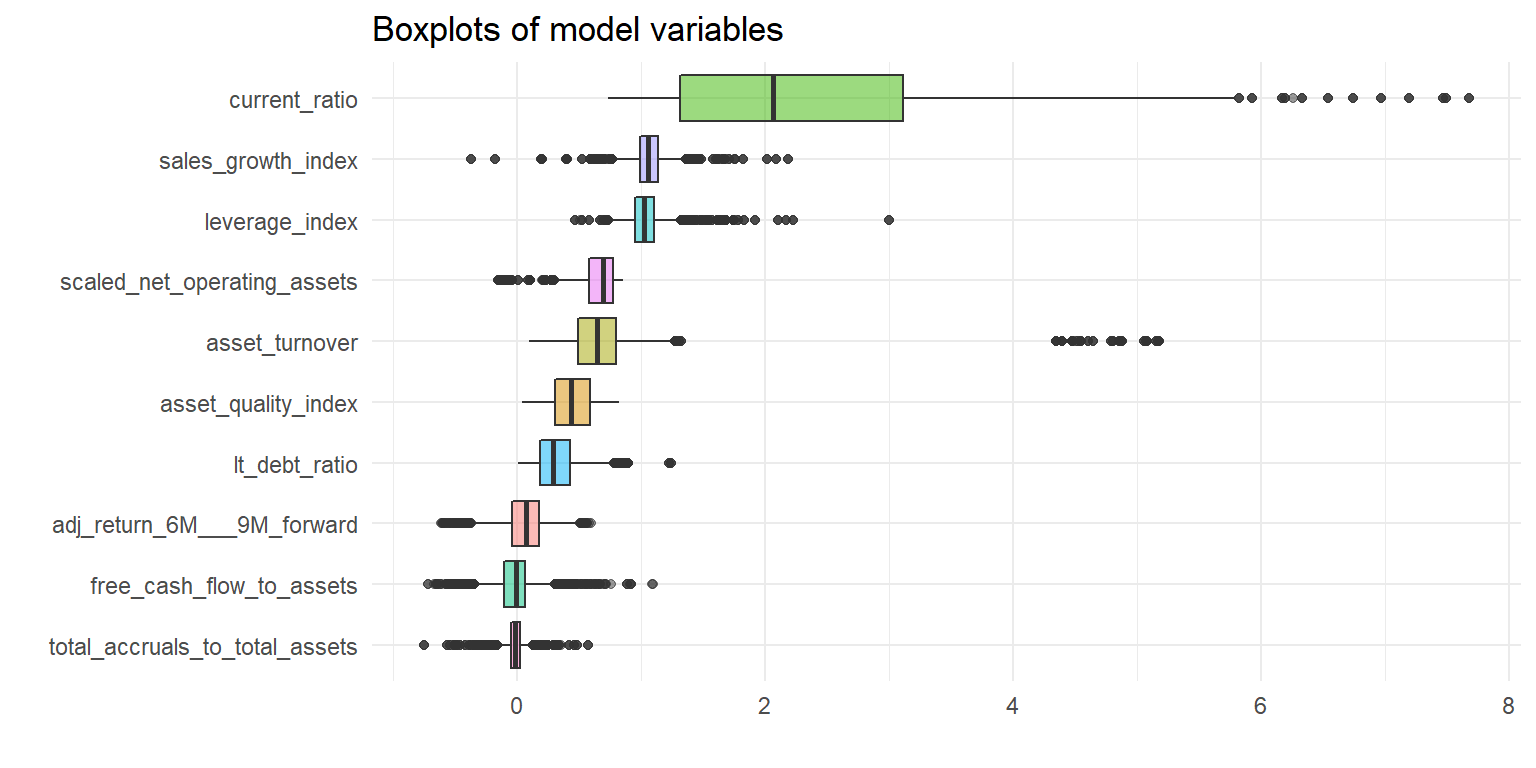 Boxplots of model variables
current_ratio
sales_growth_index
leverage_index
scaled_net_operating_assets
asset_turnover
asset_quality_index
lt_debt_ratio
adj_return_6M___9M_forward
free_cash_flow_to_assets
total_accruals_to_total_assets
0 2 4 6 8